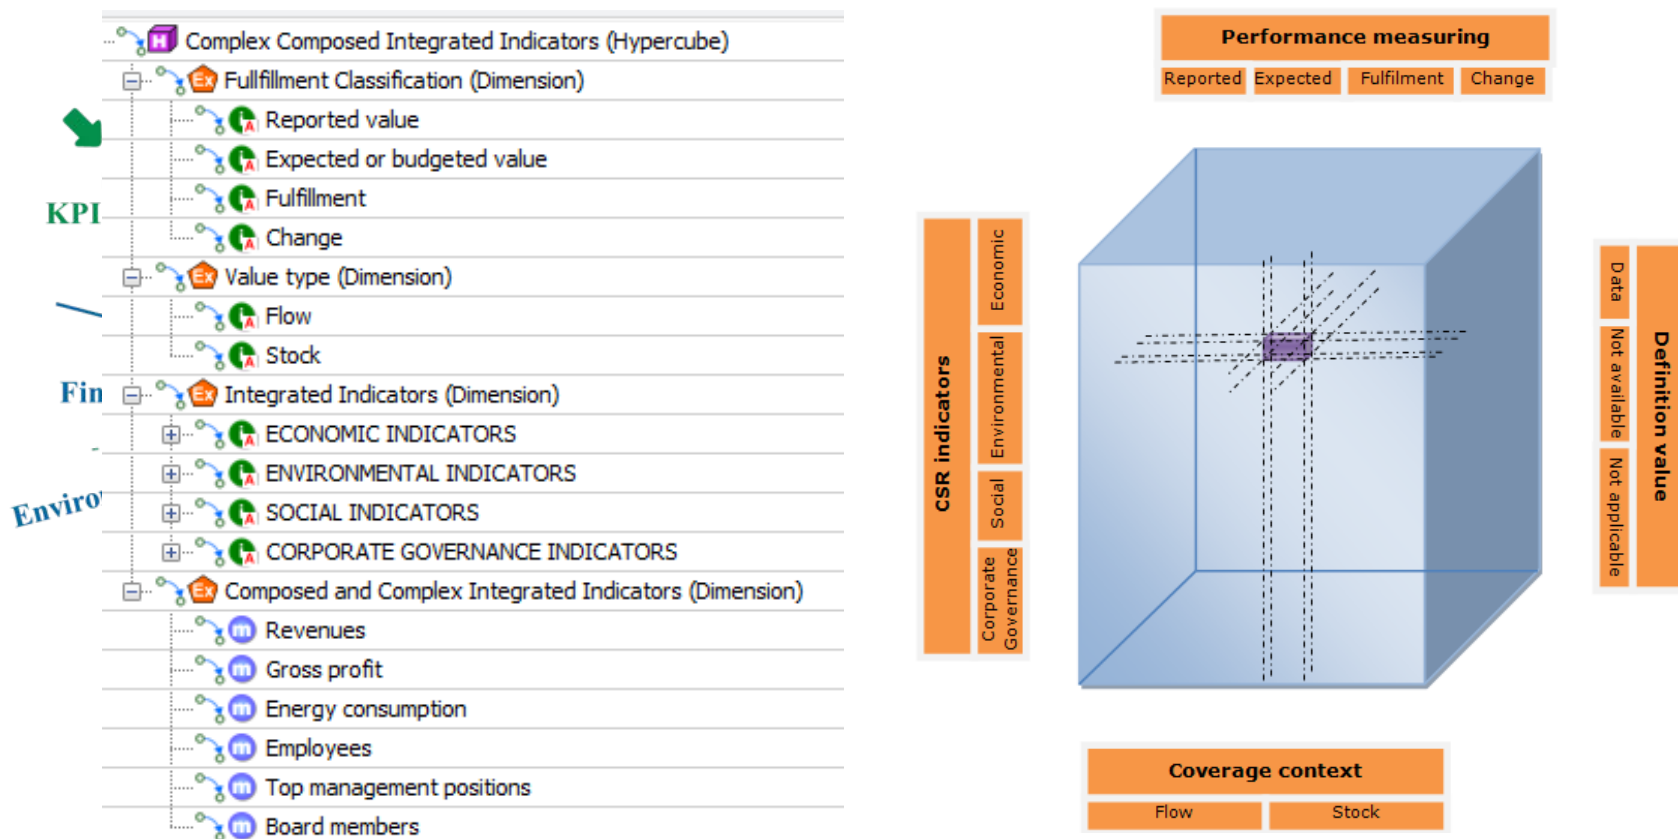 Complex Composed Integrated Indicators (Hypercube)
Fullfillment Classification (Dimension)
Reported value
Expected or budgeted value
Fulfillment
Change
Value type (Dimension)
Flow
Stock
Integrated Indicators (Dimension)
ECONOMIC INDICATORS
ENVIRONMENTAL INDICATORS
SOCIAL INDICATORS
CORPORATE GOVERNANCE INDICATORS
Composed and Complex Integrated Indicators (Dimension)
Revenues
Gross profit
Energy consumption
Employees
Top management positions
Board members
KPI
Fin
Enviro
Performance measuring
Reported Expected Fulfilment Change
CSR indicators
Economic
Environmental
Social
Corporate
Governance
Data
Not available
Not applicable
Definition value
Coverage context
Flow Stock